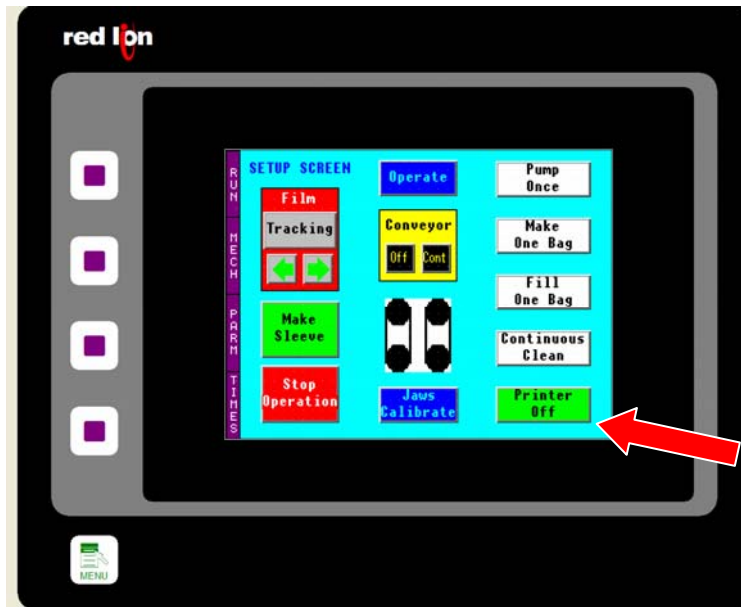 red lion
RUN
MECH
PARM
TIMES
SETUP SCREEN
Film
Tracking
Make
Sleeve
Stop
Operation
Operate
Conveyor
Off Cont
Jaws
Calibrate
Pump
Once
Make
One Bag
Fill
One Bag
Continuous
Clean
Printer
Off
MENU